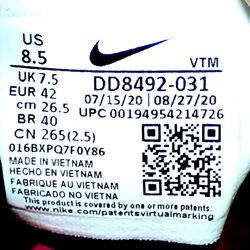 US
8.5
VTM
UK 7.5
EUR 42
cm 26.5
BR 40
CN 265(2.5)
DD8492-031
07/15/20 08/27/20
UPC 00194954214726
016BXPQ7F0Y86
MADE IN VIETNAM
HECHO EN VIETNAM
FABRIQUE AU VIETNAM
FABRICADO NO VIETNA
This product is covered by one or more patents see
www.nike.com/patentsvirtualmarking